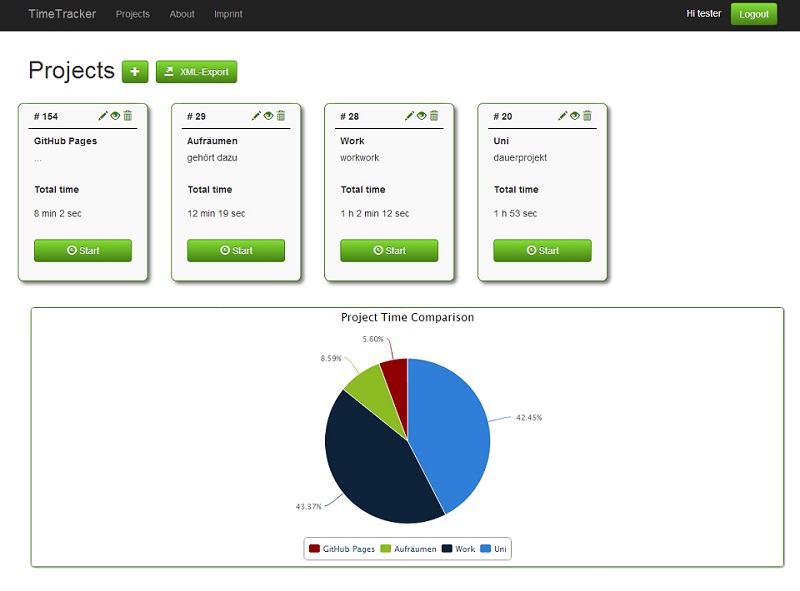 TimeTracker Projects About Imprint Hi tester Logout
Projects + XML-Export
# 154
GitHub Pages
...
Total time
8 min 2 sec
Start
# 29
Aufräumen
gehört dazu
Total time
12 min 19 sec
Start
# 28
Work
workwork
Total time
1 h 2 min 12 sec
Start
# 20
Uni
dauerprojekt
Total time
1 h 53 sec
Start
Project Time Comparison
5.60%
8.59%
42.45%
43.37%
GitHub Pages Aufräumen Work Uni